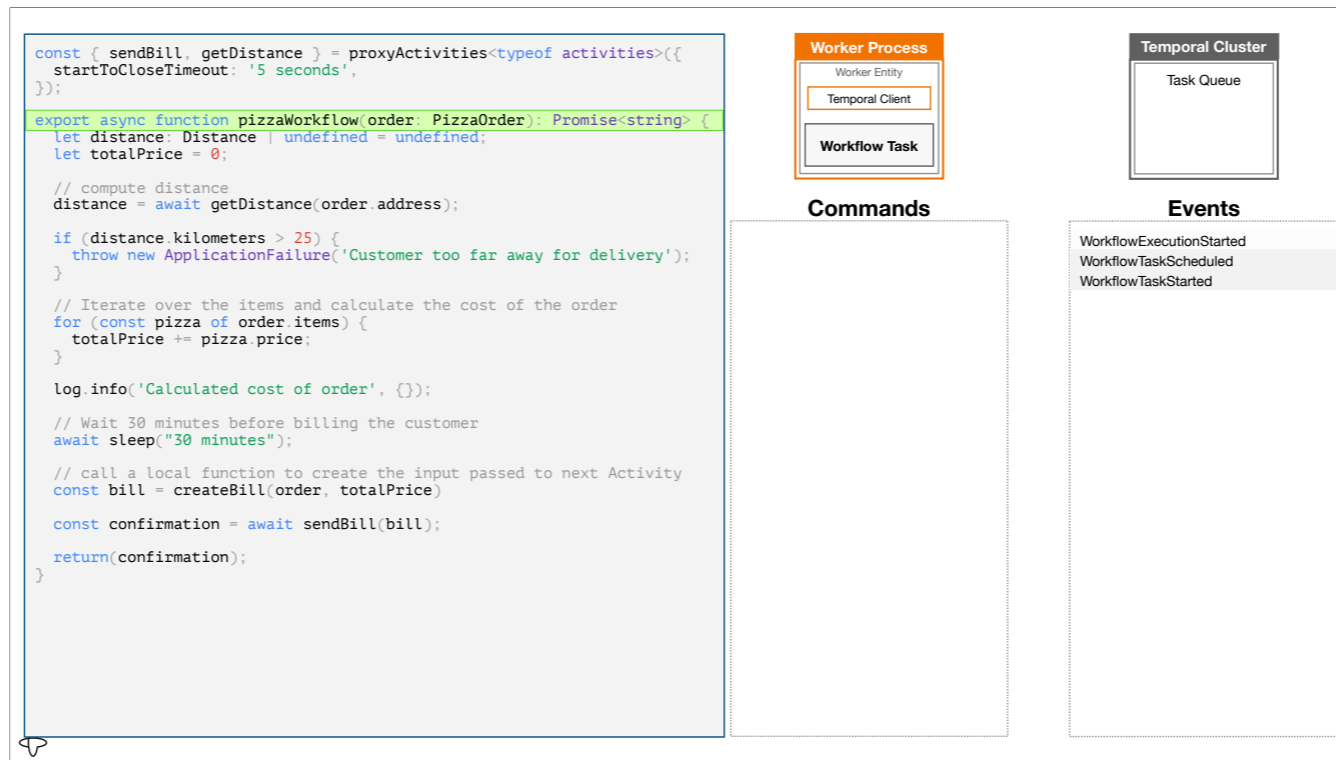 const { sendBill, getDistance } = proxyActivities<typeof activities>({
  startToCloseTimeout: '5 seconds',
});
export async function pizzaWorkflow(order: PizzaOrder): Promise<string> {
  let distance: Distance | undefined = undefined;
  let totalPrice = 0;
  // compute distance
  distance = await getDistance(order.address);
  if (distance.kilometers > 25) {
    throw new ApplicationFailure('Customer too far away for delivery');
  }
  // Iterate over the items and calculate the cost of the order
  for (const pizza of order.items) {
    totalPrice += pizza.price;
  }
  log.info('Calculated cost of order', {});
  // Wait 30 minutes before billing the customer
  await sleep("30 minutes");
  // call a local function to create the input passed to next Activity
  const bill = createBill(order, totalPrice)
  const confirmation = await sendBill(bill);
  return(confirmation);
}
Worker Process
Worker Entity
Temporal Client
Workflow Task
Temporal Cluster
Task Queue
Commands
Events
WorkflowExecutionStarted
WorkflowTaskScheduled
WorkflowTaskStarted